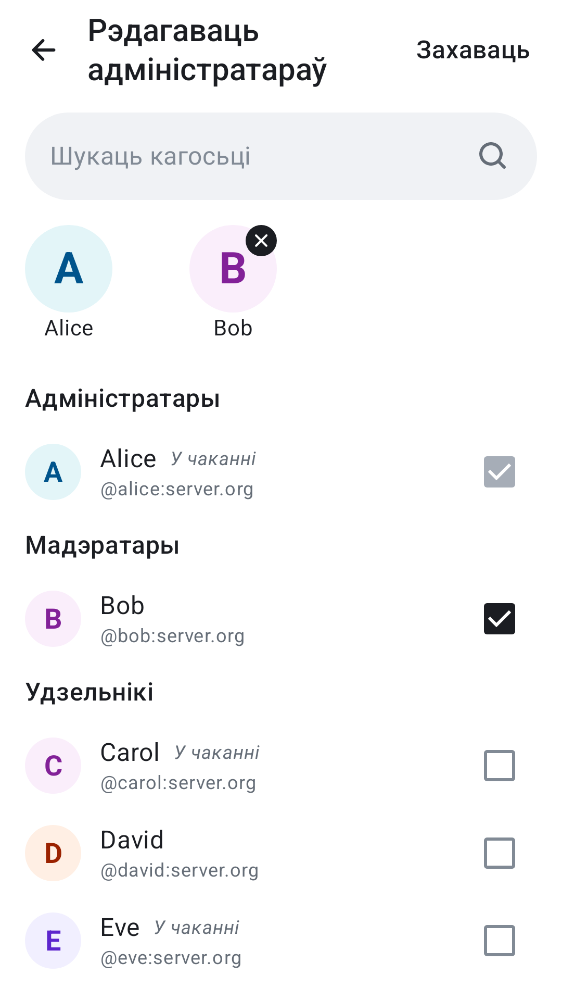 Рэдагаваць
адміністратараў
Захаваць
Шукаць кагосьці
A
B
Alice
Bob
Адміністратары
A
Alice У чаканні
@alice:server.org
Мадэратары
B
Bob
@bob:server.org
Удзельнікі
C
Carol У чаканні
@carol:server.org
D
David
@david:server.org
E
Eve У чаканні
@eve:server.org